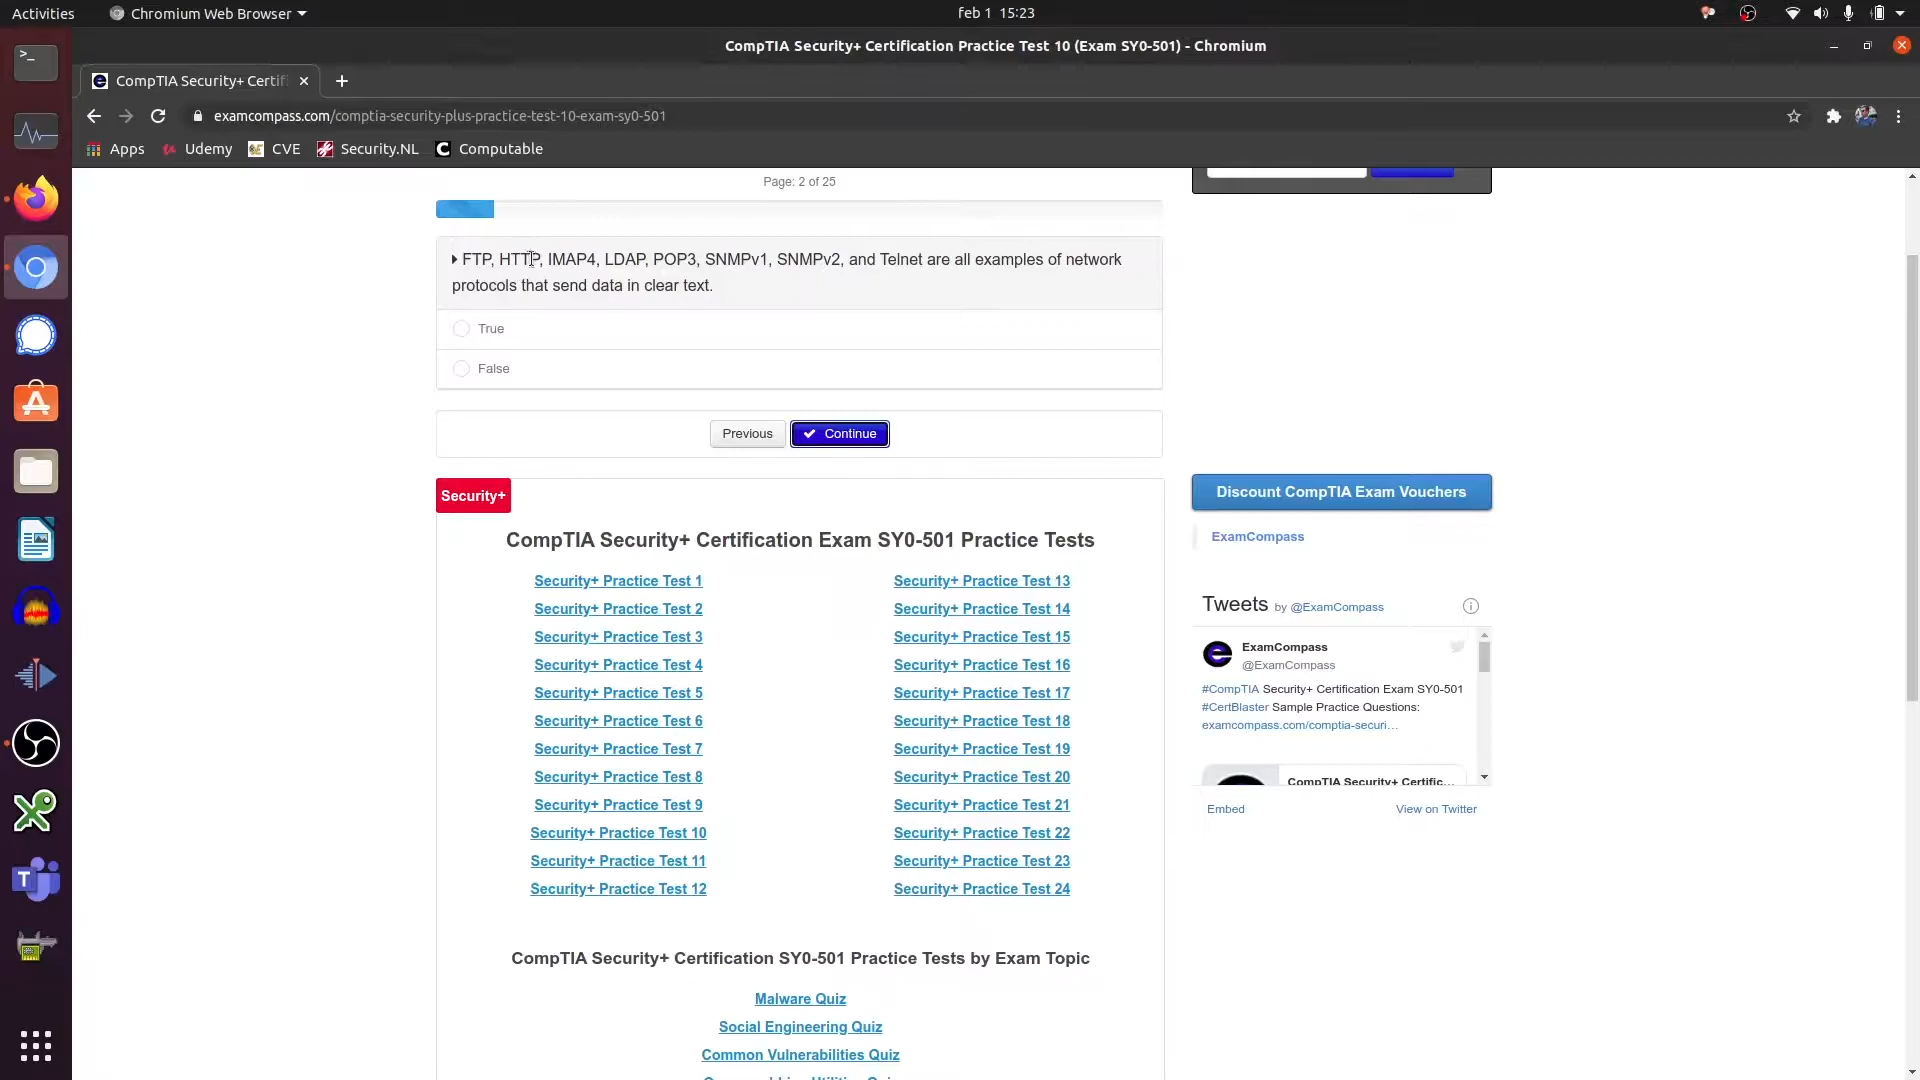 Activities
Chromium Web Browser
feb 1 15:23
CompTIA Security+ Certification Practice Test 10 (Exam SY0-501) - Chromium
CompTIA Security+ Certif
examcompass.com/comptia-security-plus-practice-test-10-exam-sy0-501
Apps
Udemy
CVE
Security.NL
Computable
Page: 2 of 25
FTP, HTTP, IMAP4, LDAP, POP3, SNMPv1, SNMPv2, and Telnet are all examples of network
protocols that send data in clear text.
True
False
Previous
Continue
Security+
CompTIA Security+ Certification Exam SY0-501 Practice Tests
Security+ Practice Test 1
Security+ Practice Test 2
Security+ Practice Test 3
Security+ Practice Test 4
Security+ Practice Test 5
Security+ Practice Test 6
Security+ Practice Test 7
Security+ Practice Test 8
Security+ Practice Test 9
Security+ Practice Test 10
Security+ Practice Test 11
Security+ Practice Test 12
Security+ Practice Test 13
Security+ Practice Test 14
Security+ Practice Test 15
Security+ Practice Test 16
Security+ Practice Test 17
Security+ Practice Test 18
Security+ Practice Test 19
Security+ Practice Test 20
Security+ Practice Test 21
Security+ Practice Test 22
Security+ Practice Test 23
Security+ Practice Test 24
CompTIA Security+ Certification SY0-501 Practice Tests by Exam Topic
Malware Quiz
Social Engineering Quiz
Common Vulnerabilities Quiz
Discount CompTIA Exam Vouchers
ExamCompass
Tweets by @ExamCompass
ExamCompass
@ExamCompass
#CompTIA Security+ Certification Exam SY0-501
#CertBlaster Sample Practice Questions:
examcompass.com/comptia-securi…
CompTIA Security+ Certific...
Embed
View on Twitter